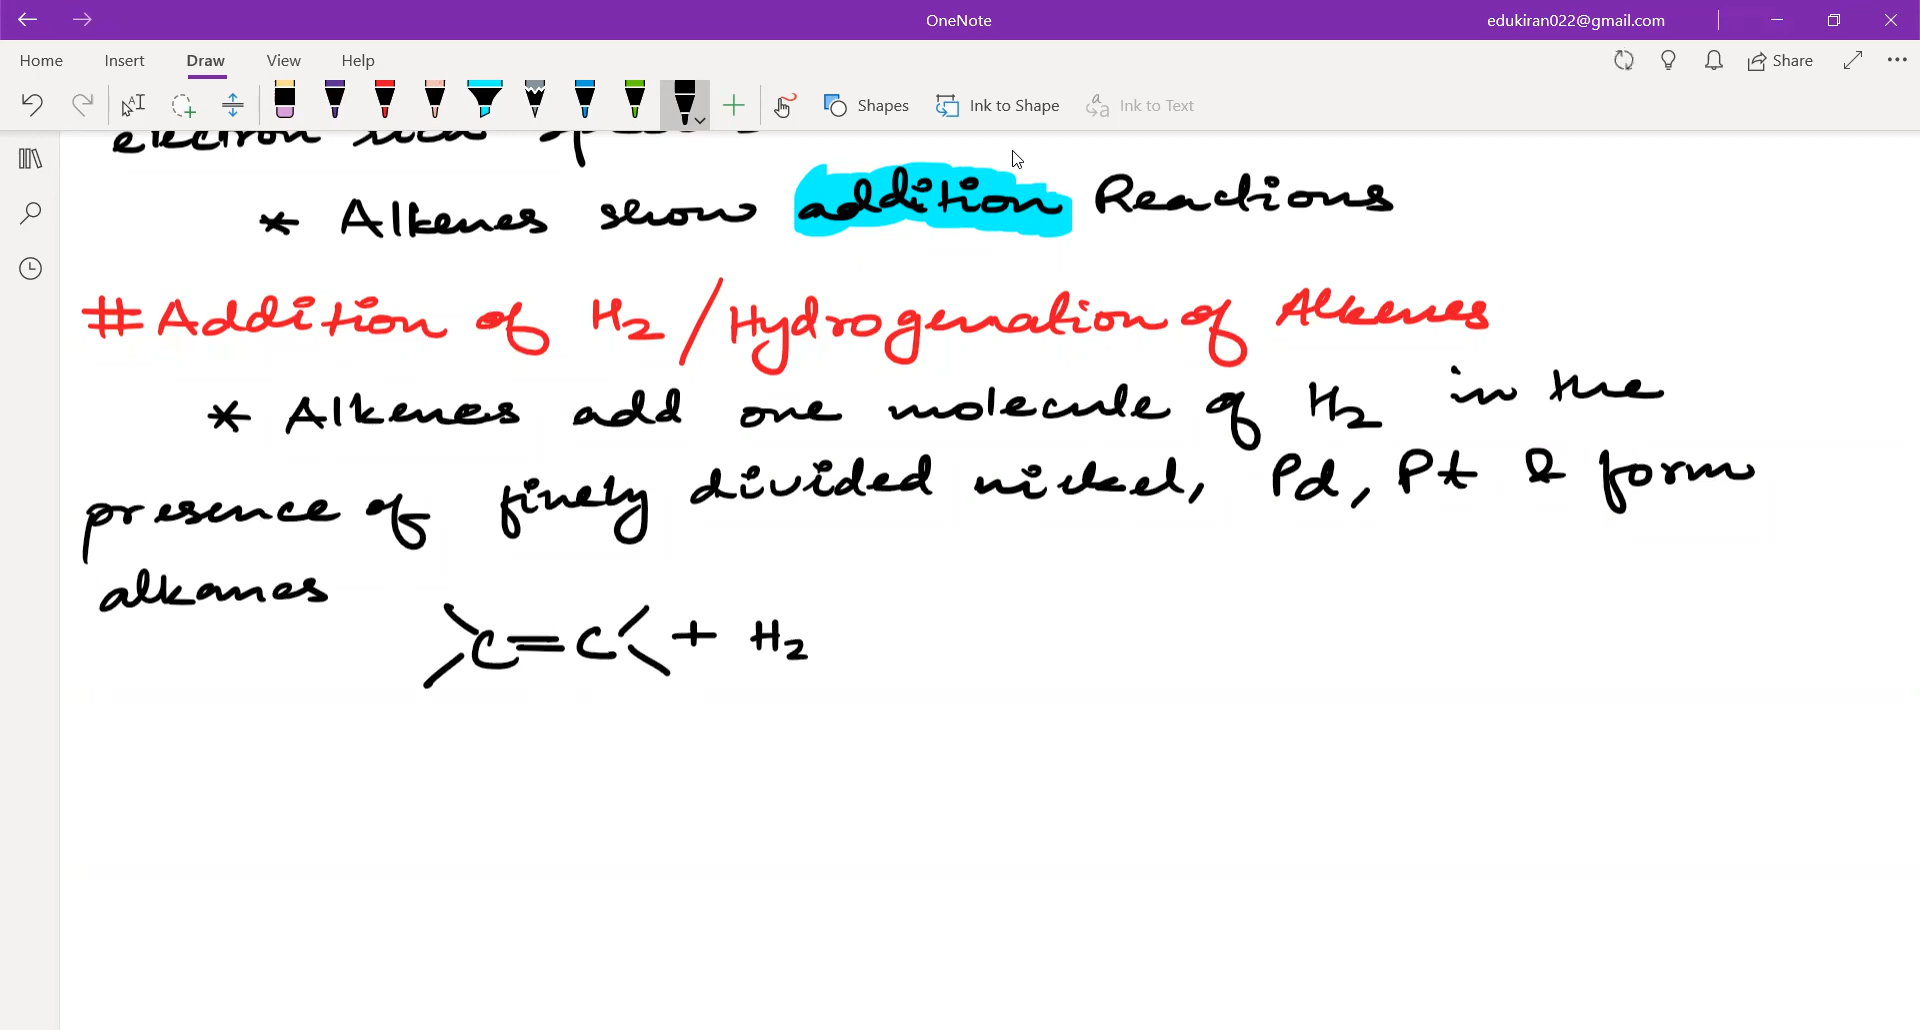 OneNote
edukiran022@gmail.com
Home Insert Draw View Help
Share
Shapes Ink to Shape Ink to Text
electron
* Alkenes show addition Reactions
# Addition of H2 / Hydrogenation of Alkenes
* Alkenes add one molecule of H2 in the
presence of finely divided nickel, Pd, Pt & form
alkanes
C=C + H2